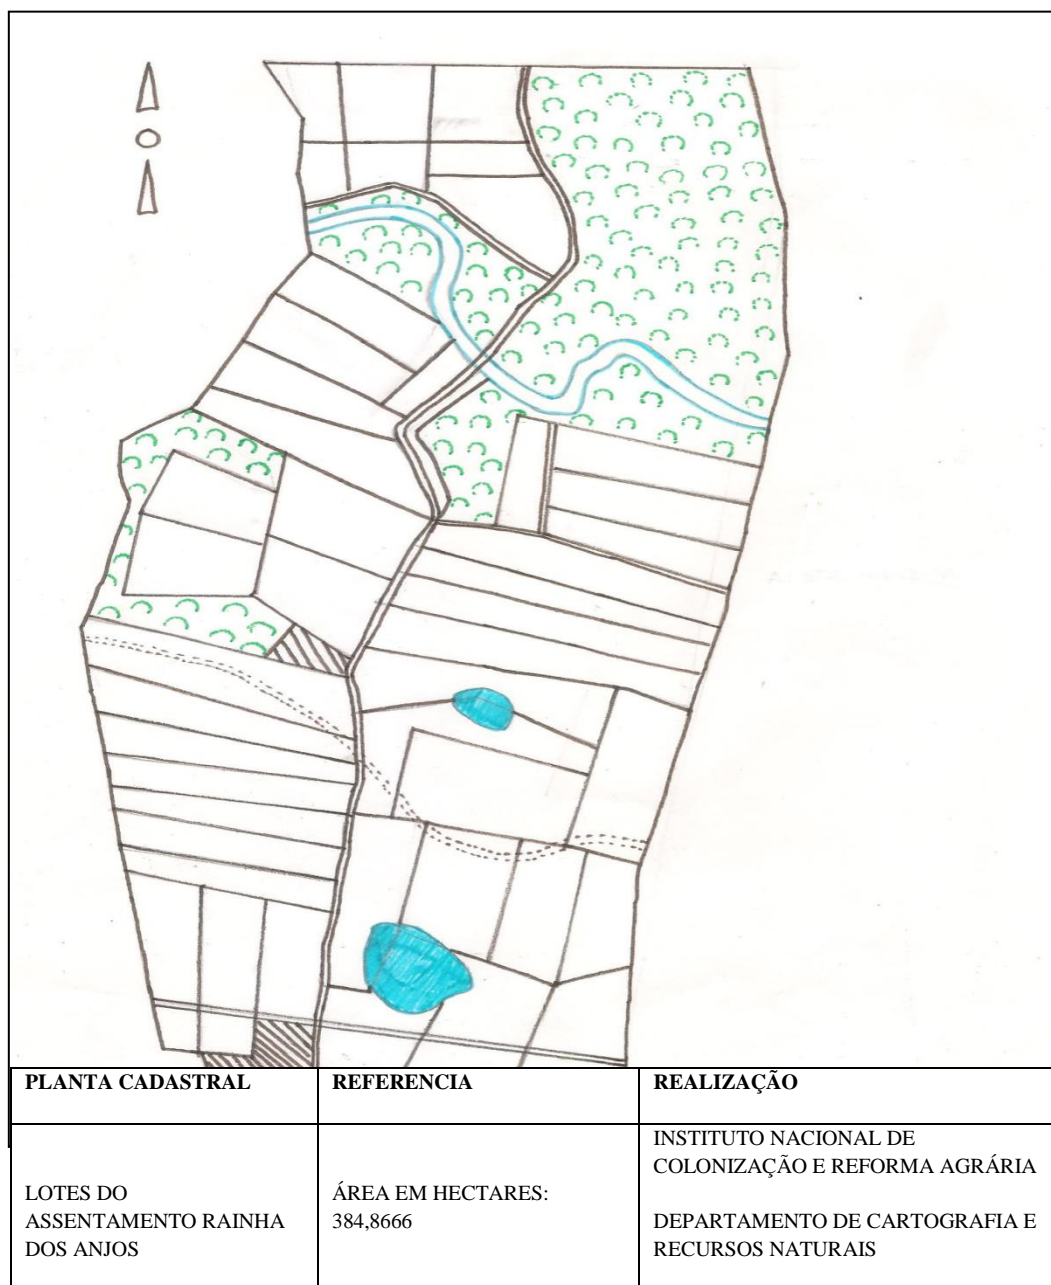 PLANTA CADASTRAL
REFERENCIA
REALIZAÇÃO
LOTES DO
ASSENTAMENTO RAINHA
DOS ANJOS
ÁREA EM HECTARES:
384,8666
INSTITUTO NACIONAL DE
COLONIZAÇÃO E REFORMA AGRÁRIA
DEPARTAMENTO DE CARTOGRAFIA E
RECURSOS NATURAIS